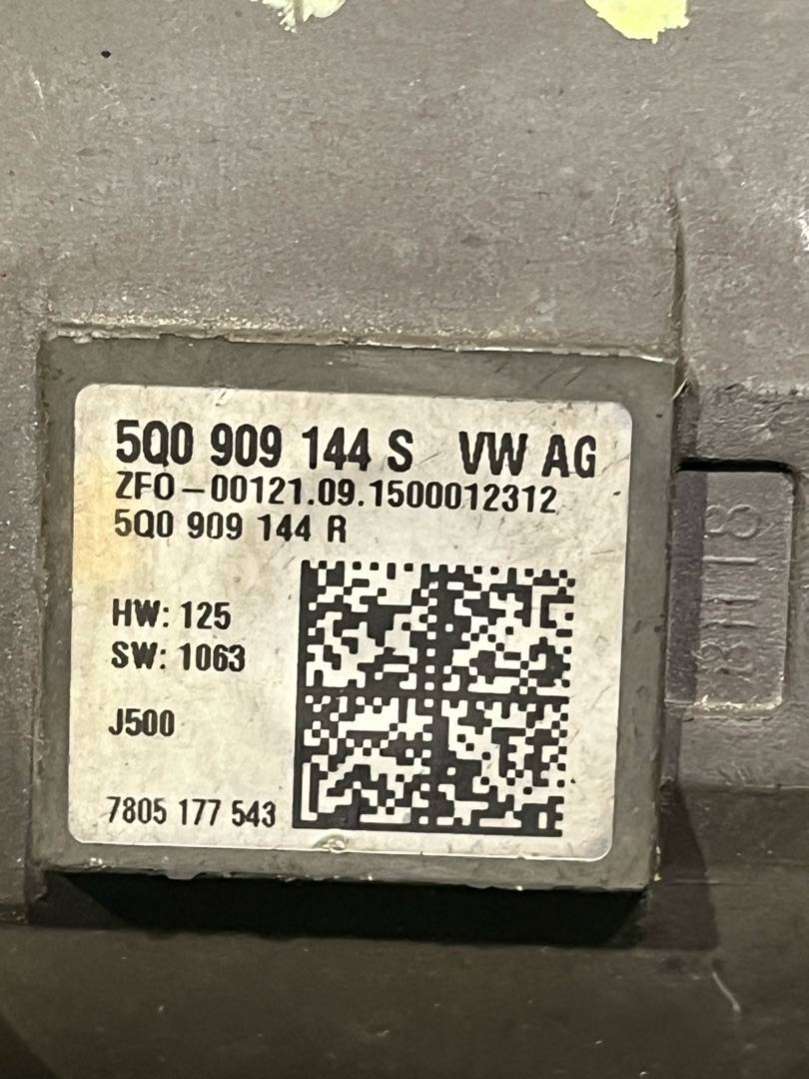 5Q0 909 144 S VW AG
ZF0-00121.09.1500012312
5Q0 909 144 R
HW: 125
SW: 1063
J500
7805 177 543